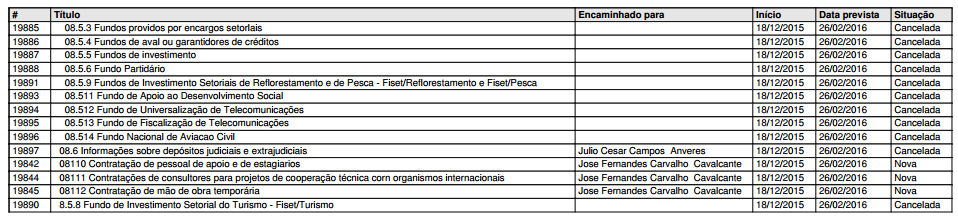 # Título Encaminhado para Início Data prevista Situação
19885 08.5.3 Fundos providos por encargos setorlais 18/12/2015 26/02/2016 Cancelada
19886 08.5.4 Fundos de aval ou garantidores de créditos 18/12/2015 26/02/2016 Cancelada
19887 08.5.5 Fundos de investimento 18/12/2015 26/02/2016 Cancelada
19888 08.5.6 Fundo Partidário 18/12/2015 26/02/2016 Cancelada
19891 08.5.9 Fundos de Investimento Setoriais de Reflorestamento e de Pesca - Fiset/Reflorestamento e Fiset/Pesca 18/12/2015 26/02/2016 Cancelada
19893 08.511 Fundo de Apoio ao Desenvolvimento Social 18/12/2015 26/02/2016 Cancelada
19894 08.512 Fundo de Universalização de Telecomunicações 18/12/2015 26/02/2016 Cancelada
19895 08.513 Fundo de Fiscalização de Telecomunicações 18/12/2015 26/02/2016 Cancelada
19896 08.514 Fundo Nacional de Aviacao Civil 18/12/2015 26/02/2016 Cancelada
19897 08.6 Informações sobre depósitos judiciais e extrajudiciais Julio Cesar Campos Anveres 18/12/2015 26/02/2016 Cancelada
19842 08110 Contratação de pessoal de apoio e de estagiarios Jose Fernandes Carvalho Cavalcante 18/12/2015 26/02/2016 Nova
19844 08111 Contratações de consultores para projetos de cooperação técnica corn organismos internacionais Jose Fernandes Carvalho Cavalcante 18/12/2015 26/02/2016 Nova
19845 08112 Contratação de mão de obra temporária Jose Fernandes Carvalho Cavalcante 18/12/2015 26/02/2016 Nova
19890 8.5.8 Fundo de Investimento Setorial do Turismo - Fiset/Turismo 18/12/2015 26/02/2016 Cancelada